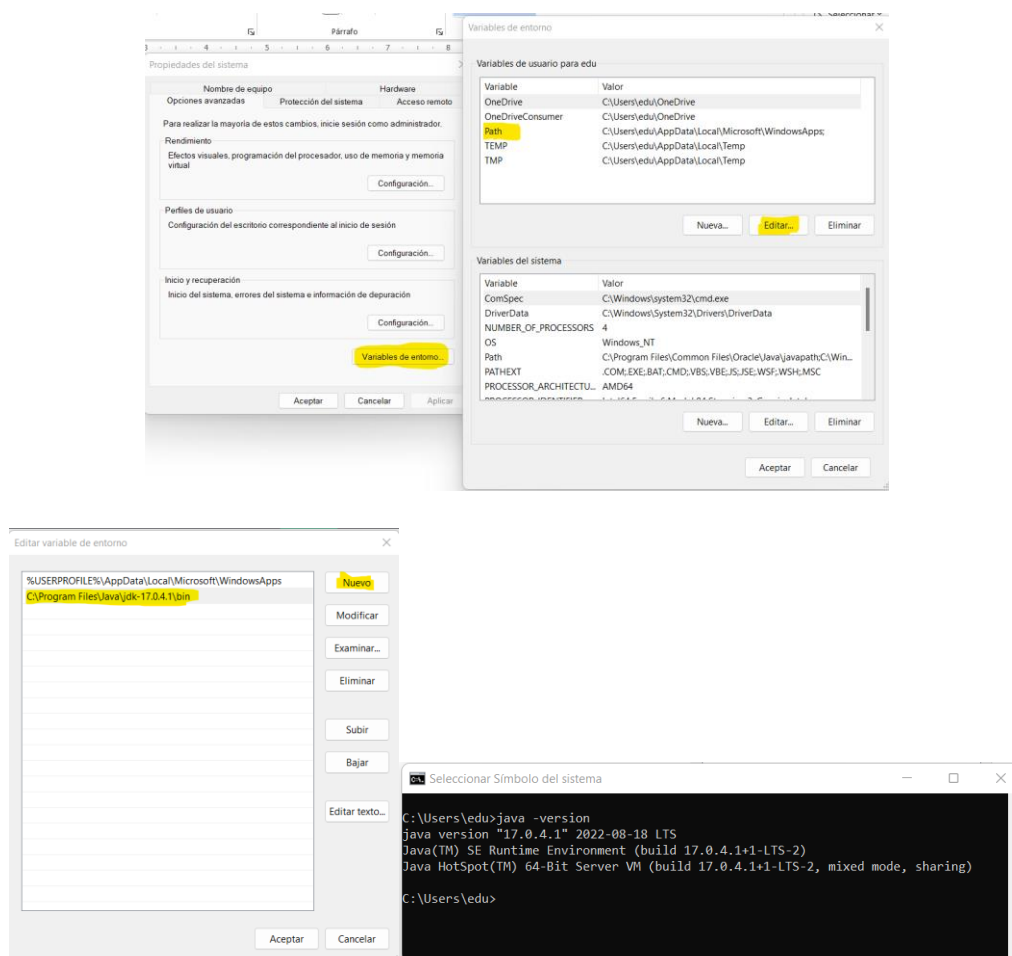 Párrafo
Seleccionar
3 4 5 6 7 8
Propiedades del sistema
Nombre de equipo Hardware
Opciones avanzadas Protección del sistema Acceso remoto
Para realizar la mayoría de estos cambios, inicie sesión como administrador.
Rendimiento
Efectos visuales, programación del procesador, uso de memoria y memoria
virtual
Configuración...
Perfiles de usuario
Configuración del escritorio correspondiente al inicio de sesión
Configuración...
Inicio y recuperación
Inicio del sistema, errores del sistema e información de depuración
Configuración...
Variables de entorno...
Aceptar Cancelar Aplicar
Variables de entorno
Variables de usuario para edu
Variable Valor
OneDrive C:\Users\edu\OneDrive
OneDriveConsumer C:\Users\edu\OneDrive
Path C:\Users\edu\AppData\Local\Microsoft\WindowsApps;
TEMP C:\Users\edu\AppData\Local\Temp
TMP C:\Users\edu\AppData\Local\Temp
Nueva... Editar... Eliminar
Variables del sistema
Variable Valor
ComSpec C:\Windows\system32\cmd.exe
DriverData C:\Windows\System32\Drivers\DriverData
NUMBER_OF_PROCESSORS 4
OS Windows_NT
Path C:\Program Files\Common Files\Oracle\Java\javapath;C:\Win...
PATHEXT .COM;.EXE;.BAT;.CMD;.VBS;.VBE;.JS;.JSE;.WSF;.WSH;.MSC
PROCESSOR_ARCHITECTU... AMD64
Nueva... Editar... Eliminar
Aceptar Cancelar
Editar variable de entorno
%USERPROFILE%\AppData\Local\Microsoft\WindowsApps
C:\Program Files\Java\jdk-17.0.4.1\bin
Nuevo
Modificar
Examinar...
Eliminar
Subir
Bajar
Editar texto...
Aceptar Cancelar
Seleccionar Símbolo del sistema
C:\Users\edu>java -version
java version "17.0.4.1" 2022-08-18 LTS
Java(TM) SE Runtime Environment (build 17.0.4.1+1-LTS-2)
Java HotSpot(TM) 64-Bit Server VM (build 17.0.4.1+1-LTS-2, mixed mode, sharing)
C:\Users\edu>